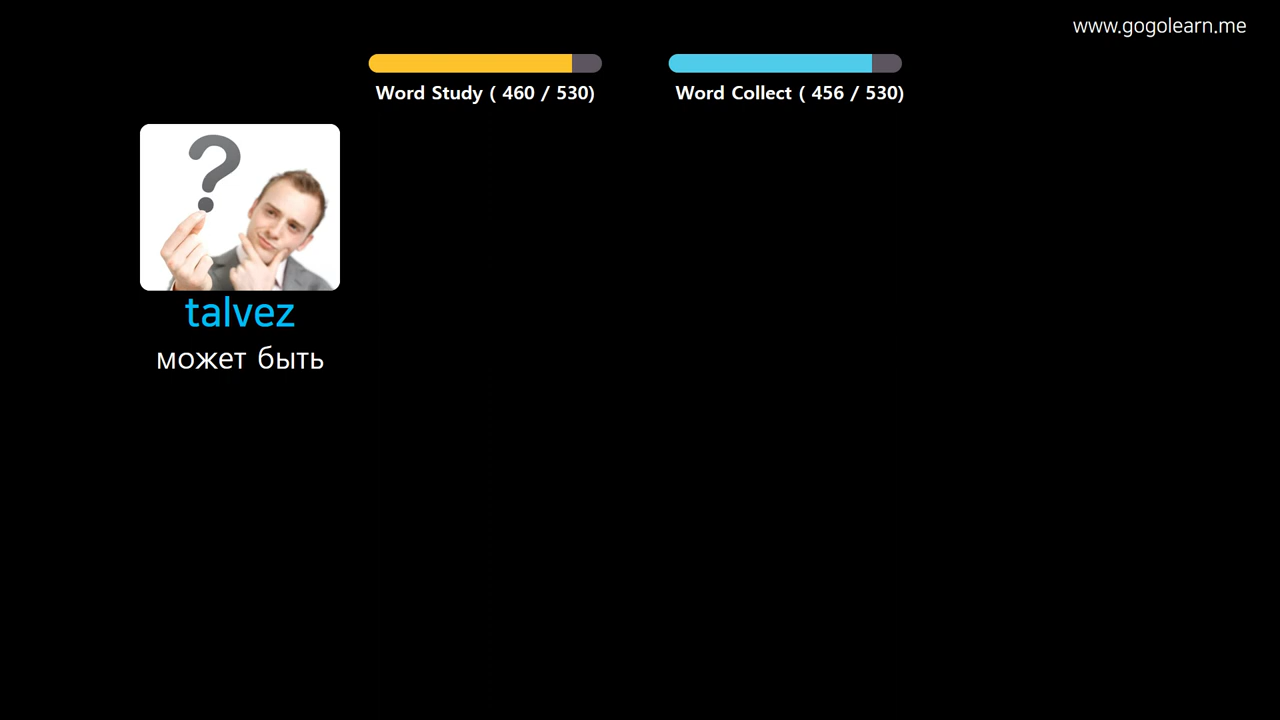 www.gogolearn.me
Word Study ( 460 / 530)
Word Collect ( 456 / 530)
?
talvez
может быть